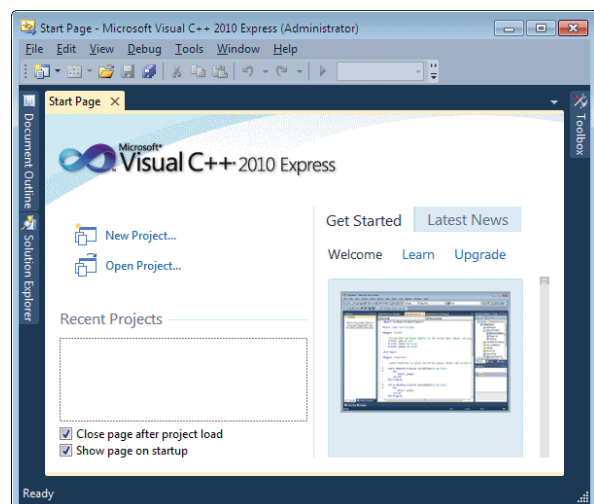 Start Page - Microsoft Visual C++ 2010 Express (Administrator)
File Edit View Debug Tools Window Help
Start Page
Document Outline
Solution Explorer
Toolbox
Microsoft®
Visual C++ 2010 Express
New Project...
Open Project...
Recent Projects
Close page after project load
Show page on startup
Get Started Latest News
Welcome Learn Upgrade
Ready